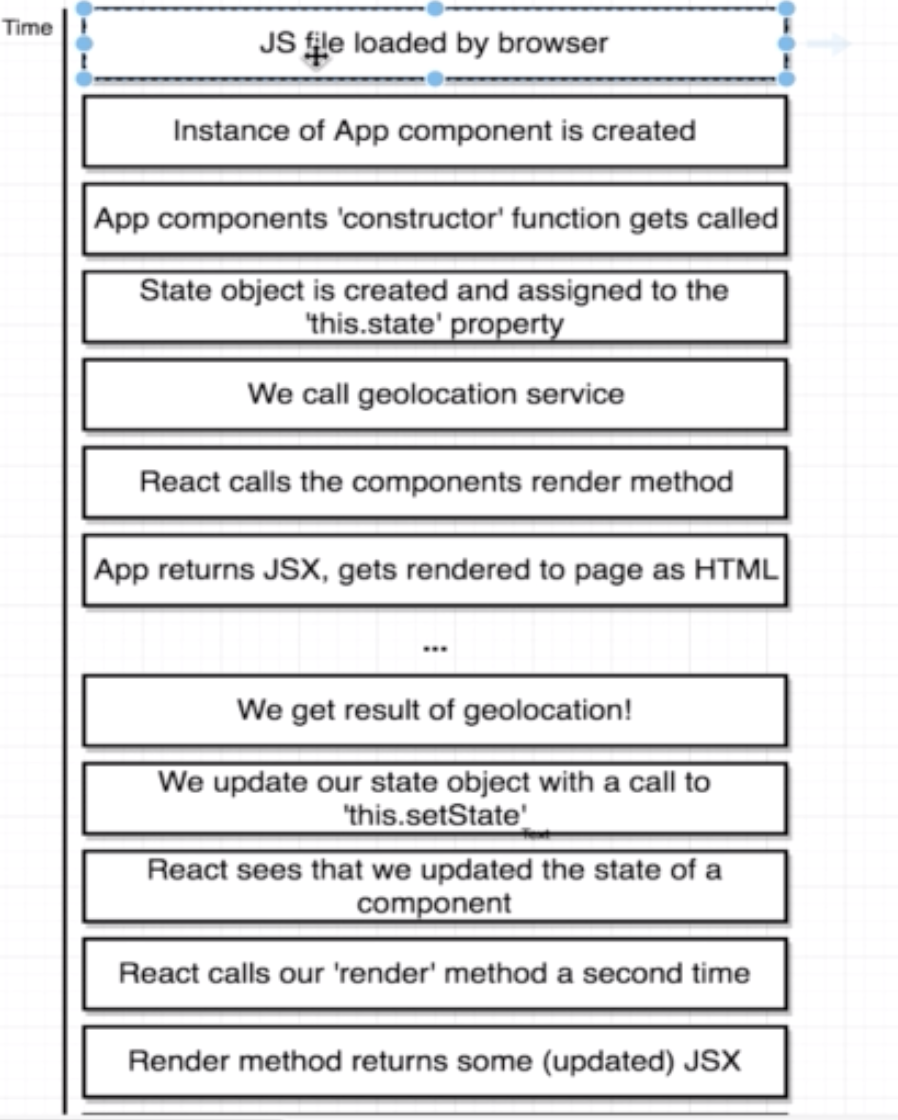 Time
JS file loaded by browser
Instance of App component is created
App components 'constructor' function gets called
State object is created and assigned to the
'this.state' property
We call geolocation service
React calls the components render method
App returns JSX, gets rendered to page as HTML
...
We get result of geolocation!
We update our state object with a call to
'this.setState'
Text
React sees that we updated the state of a
component
React calls our 'render' method a second time
Render method returns some (updated) JSX